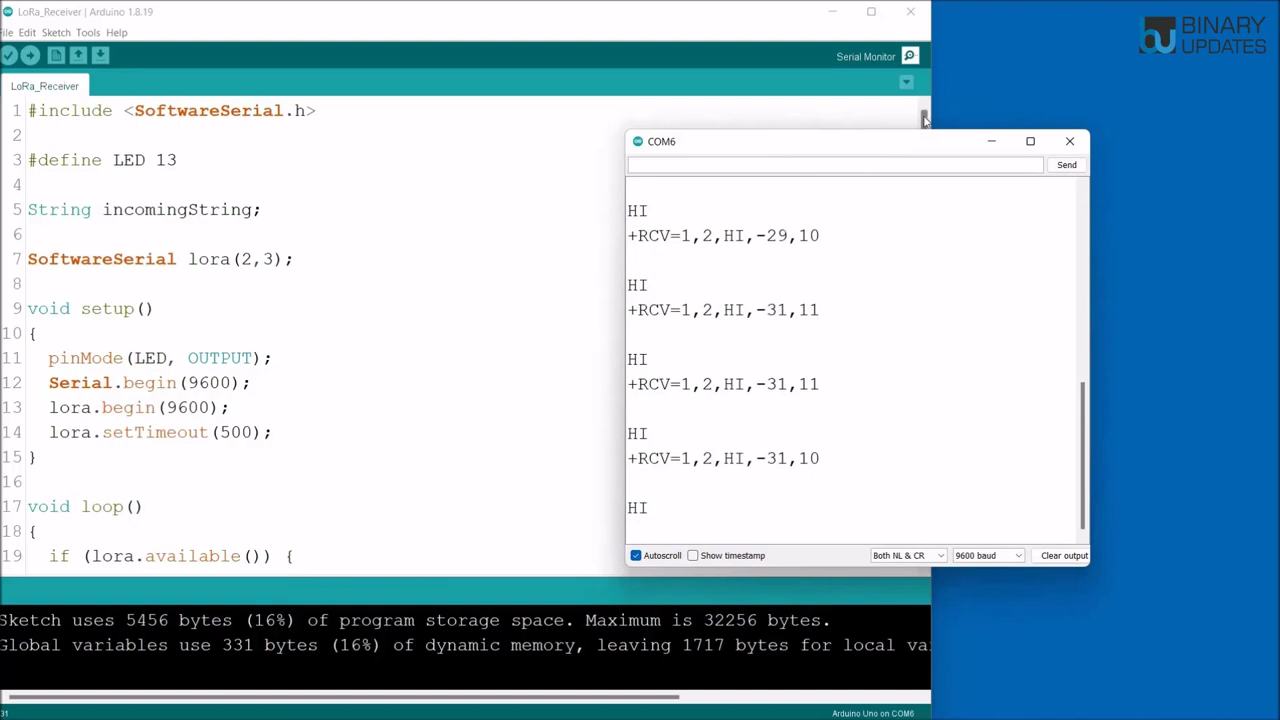 LoRa_Receiver | Arduino 1.8.19
File Edit Sketch Tools Help
Serial Monitor
LoRa_Receiver
1 #include <SoftwareSerial.h>
2
3 #define LED 13
4
5 String incomingString;
6
7 SoftwareSerial lora(2,3);
8
9 void setup()
10 {
11 pinMode(LED, OUTPUT);
12 Serial.begin(9600);
13 lora.begin(9600);
14 lora.setTimeout(500);
15 }
16
17 void loop()
18 {
19 if (lora.available()) {
Sketch uses 5456 bytes (16%) of program storage space. Maximum is 32256 bytes.
Global variables use 331 bytes (16%) of dynamic memory, leaving 1717 bytes for local va
31
Arduino Uno on COM6
COM6
Send
HI
+RCV=1,2,HI,-29,10
HI
+RCV=1,2,HI,-31,11
HI
+RCV=1,2,HI,-31,11
HI
+RCV=1,2,HI,-31,10
HI
Autoscroll Show timestamp Both NL & CR 9600 baud Clear output
BINARY
UPDATES